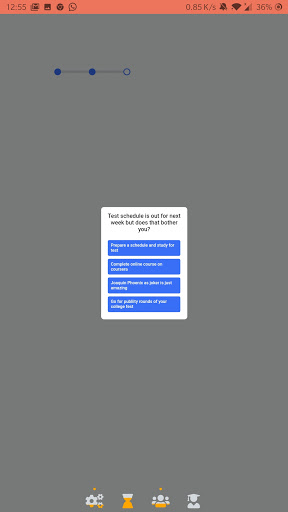 12:55
0.85 K/s
36%
Test schedule is out for next
week but does that bother
you?
Prepare a schedule and study for
test
Complete online course on
coursera
Joaquin Phoenix as joker is just
amazing
Go for publiity rounds of your
college fest